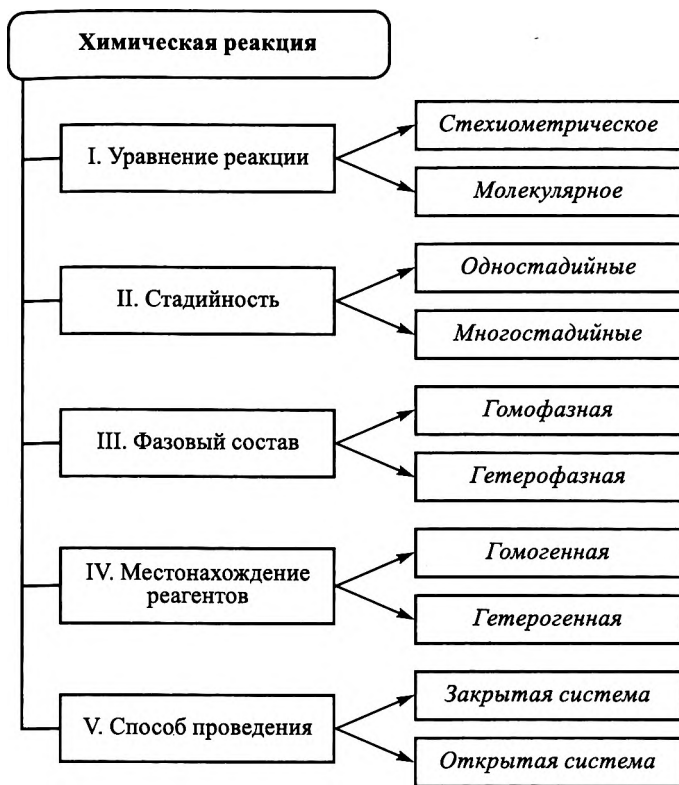 Химическая реакция
I. Уравнение реакции
Стехиометрическое
Молекулярное
II. Стадийность
Одностадийные
Многостадийные
III. Фазовый состав
Гомофазная
Гетерофазная
IV. Местонахождение
реагентов
Гомогенная
Гетерогенная
V. Способ проведения
Закрытая система
Открытая система